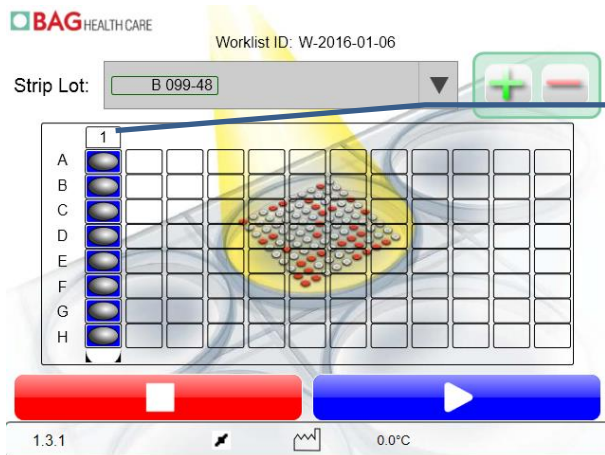 BAG HEALTH CARE
Worklist ID: W-2016-01-06
Strip Lot: B 099-48
1
A
B
C
D
E
F
G
H
1.3.1 0.0°C